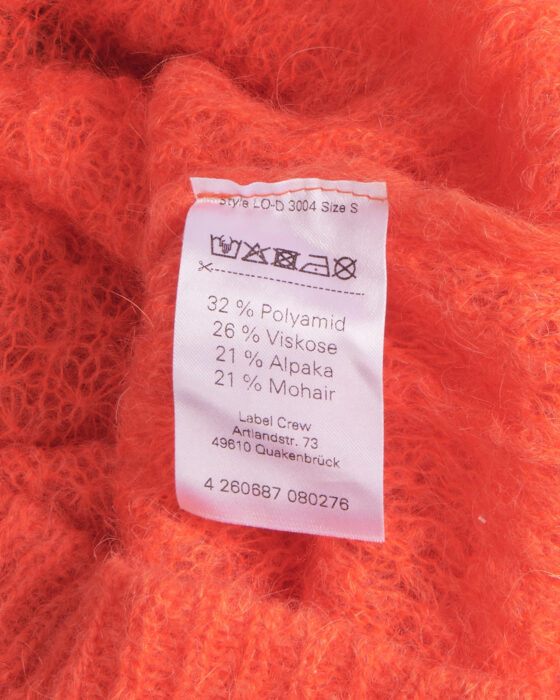 Style LO-D 3004 Size S
32 % Polyamid
26 % Viskose
21 % Alpaka
21 % Mohair
Label Crew
Artlandstr. 73
49610 Quakenbrück
4 260687 080276